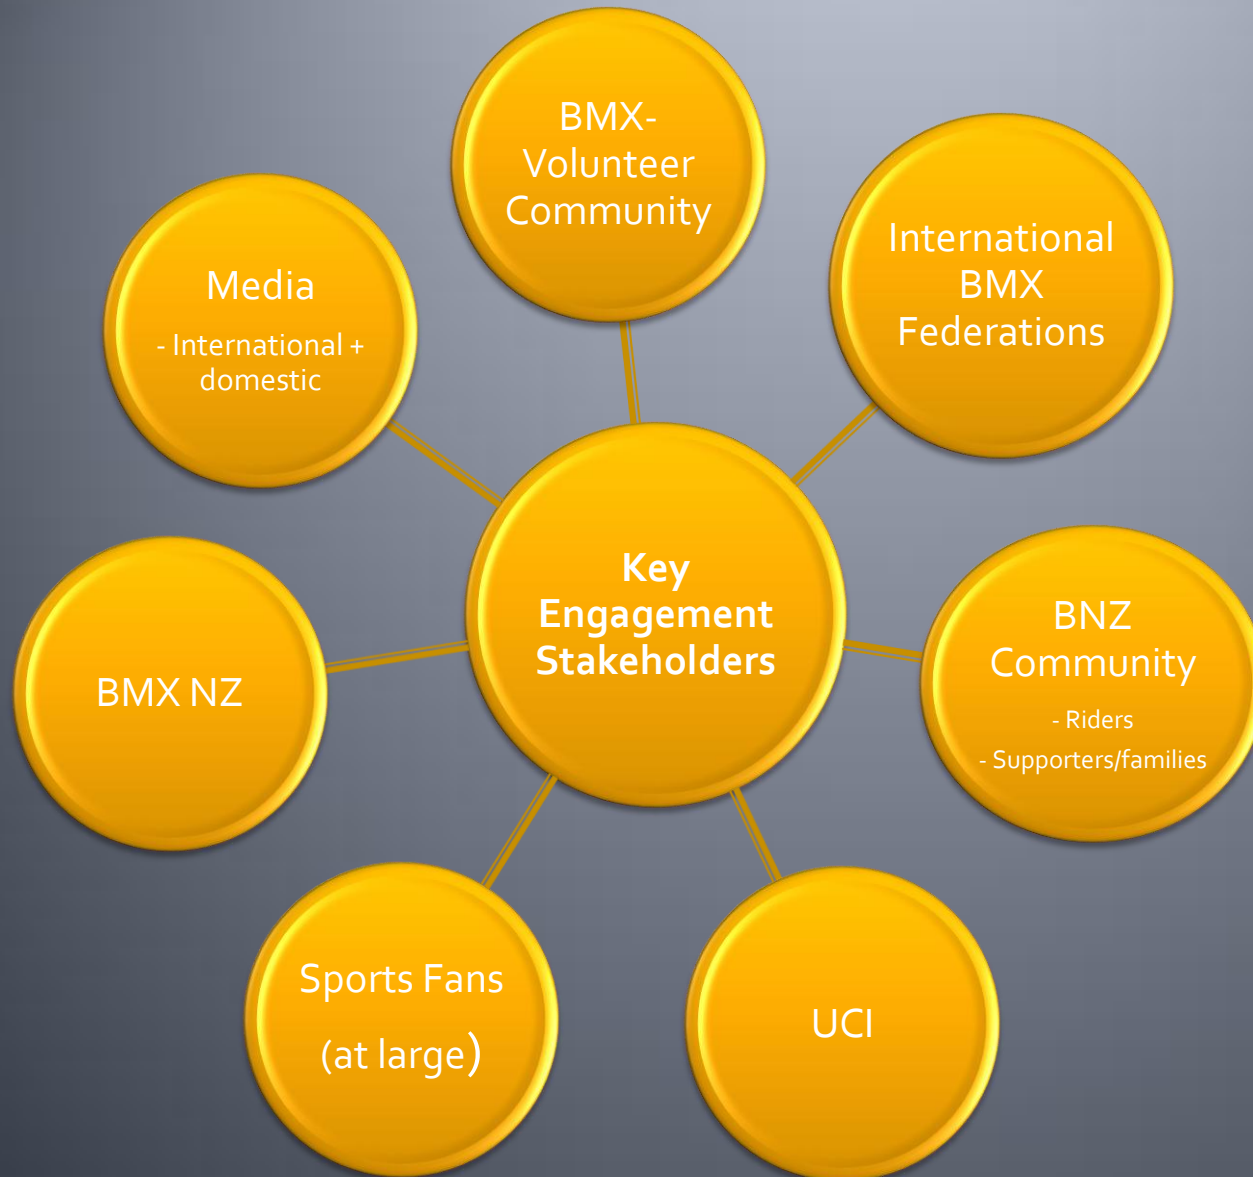 BMX-
Volunteer
Community
International
BMX
Federations
Media
- International +
domestic
Key
Engagement
Stakeholders
BNZ
Community
- Riders
- Supporters/families
BMX NZ
Sports Fans
(at large)
UCI